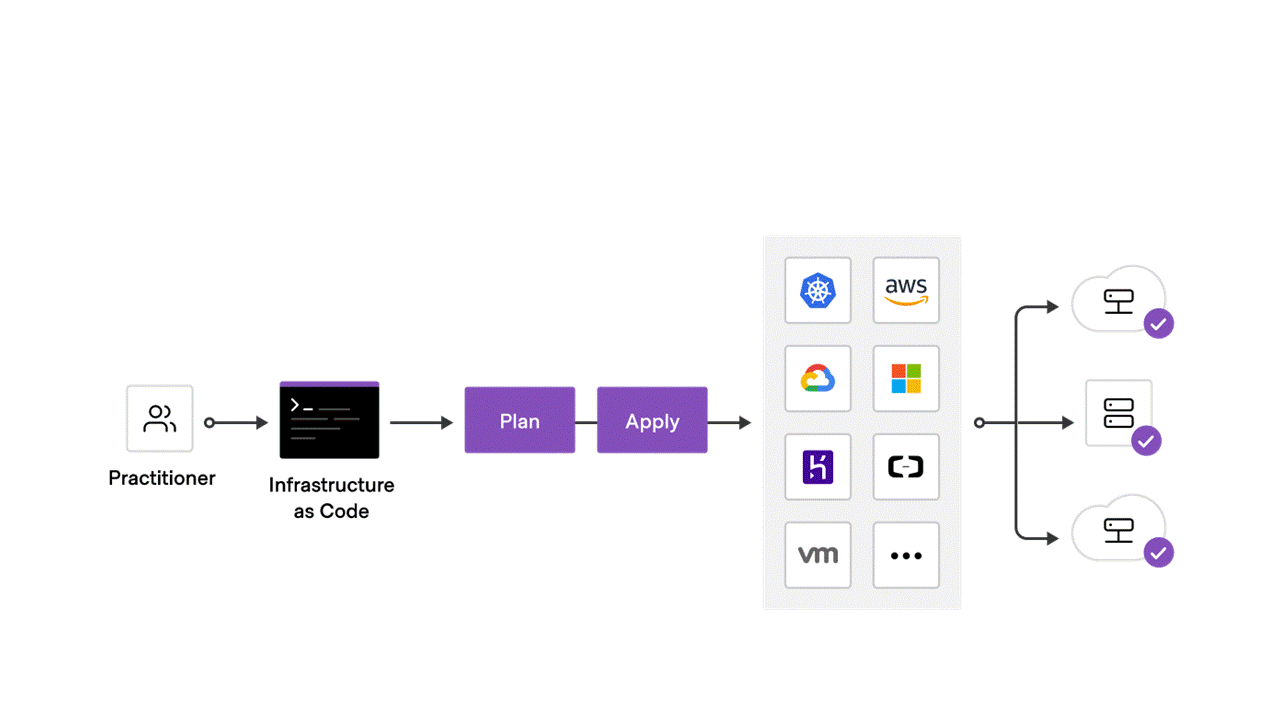 Practitioner
Infrastructure
as Code
Plan
Apply
aws
vm